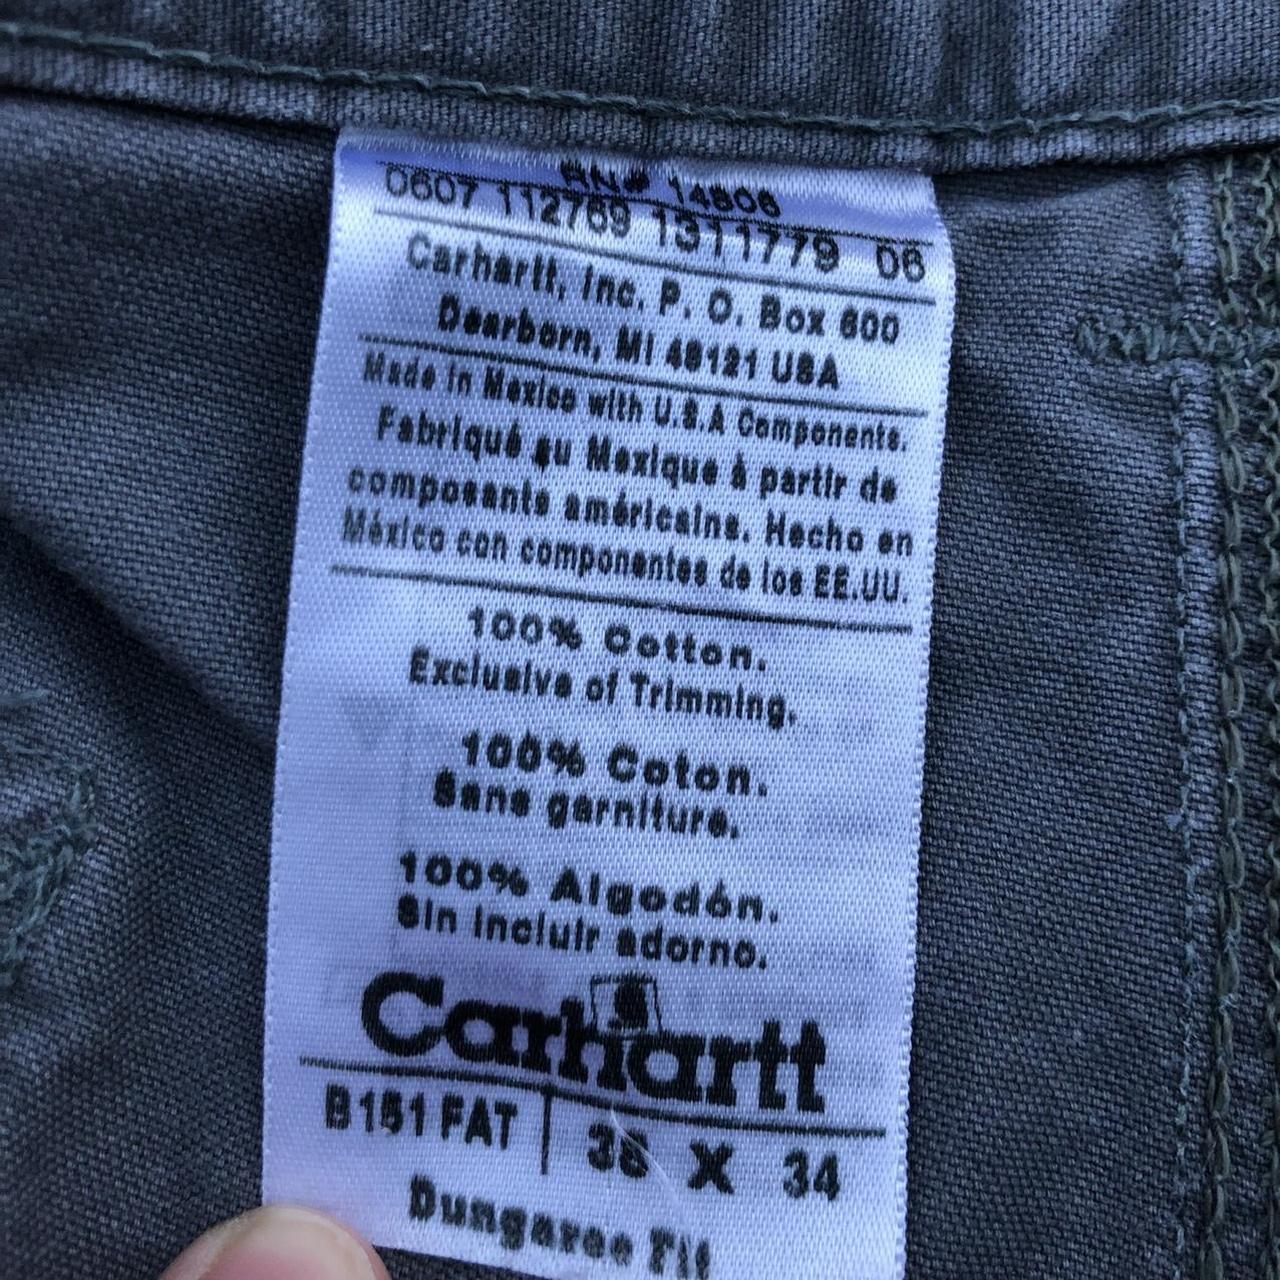 RN# 14806
0607 112769 1311779 06
Carhartt, Inc. P. O. Box 600
Dearborn, MI 48121 USA
Made in Mexico with U.S.A Components.
Fabriqué au Mexique à partir de
composants américains. Hecho en
México con componentes de los EE.UU.
100% Cotton.
Exclusive of Trimming.
100% Coton.
Sans garniture.
100% Algodón.
Sin incluir adorno.
Carhartt
B151 FAT
X 34
Dungaree Fit